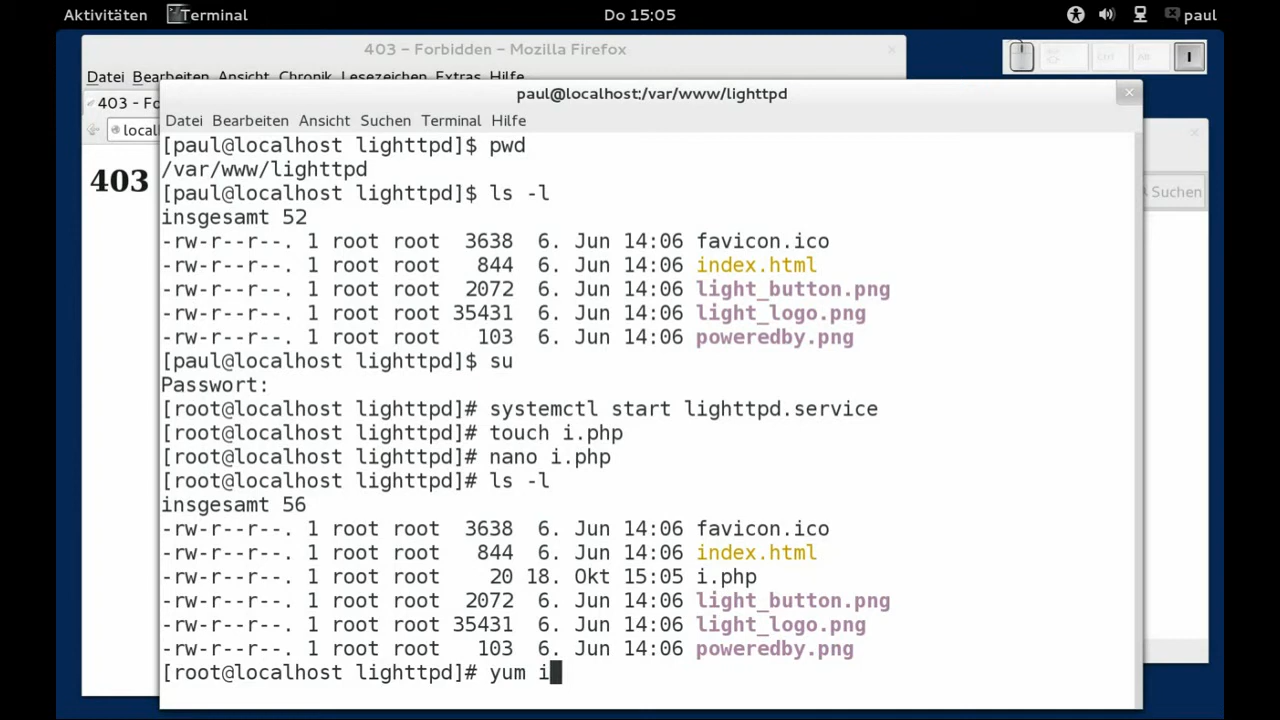 Aktivitäten Terminal Do 15:05 paul
403 – Forbidden – Mozilla Firefox
Datei Bearbeiten Ansicht Chronik Lesezeichen Extras Hilfe
403 - Fo
local
403
Suchen
paul@localhost:/var/www/lighttpd
Datei Bearbeiten Ansicht Suchen Terminal Hilfe
[paul@localhost lighttpd]$ pwd
/var/www/lighttpd
[paul@localhost lighttpd]$ ls -l
insgesamt 52
-rw-r--r--. 1 root root 3638 6. Jun 14:06 favicon.ico
-rw-r--r--. 1 root root 844 6. Jun 14:06 index.html
-rw-r--r--. 1 root root 2072 6. Jun 14:06 light_button.png
-rw-r--r--. 1 root root 35431 6. Jun 14:06 light_logo.png
-rw-r--r--. 1 root root 103 6. Jun 14:06 poweredby.png
[paul@localhost lighttpd]$ su
Passwort:
[root@localhost lighttpd]# systemctl start lighttpd.service
[root@localhost lighttpd]# touch i.php
[root@localhost lighttpd]# nano i.php
[root@localhost lighttpd]# ls -l
insgesamt 56
-rw-r--r--. 1 root root 3638 6. Jun 14:06 favicon.ico
-rw-r--r--. 1 root root 844 6. Jun 14:06 index.html
-rw-r--r--. 1 root root 20 18. Okt 15:05 i.php
-rw-r--r--. 1 root root 2072 6. Jun 14:06 light_button.png
-rw-r--r--. 1 root root 35431 6. Jun 14:06 light_logo.png
-rw-r--r--. 1 root root 103 6. Jun 14:06 poweredby.png
[root@localhost lighttpd]# yum i